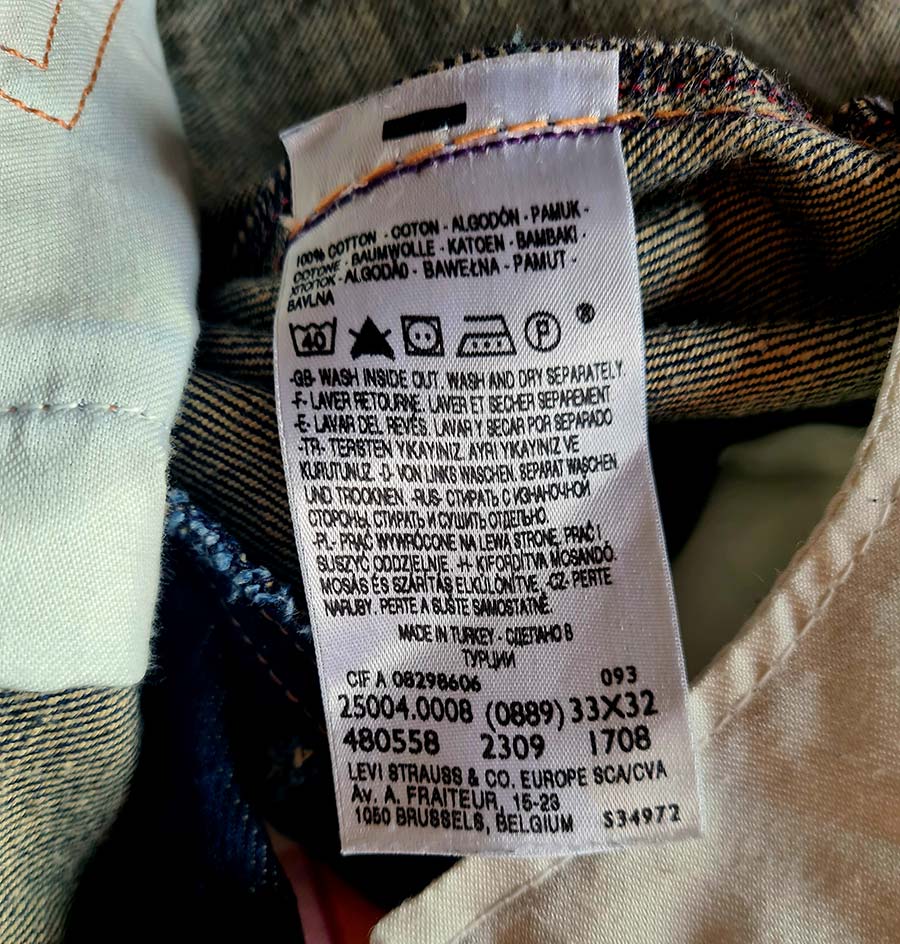 100% COTTON - COTON - ALGODÓN - PAMUK -
COTONE - BAUMWOLLE - KATOEN - BAMBAKI -
ХЛОПОК - ALGODÃO - BAWEŁNA - PAMUT -
BAVLNA
40 P ®
-GB- WASH INSIDE OUT. WASH AND DRY SEPARATELY
-F- LAVER RETOURNE. LAVER ET SECHER SEPAREMENT
-E- LAVAR DEL REVÉS. LAVAR Y SECAR POR SEPARADO
-TR- TERSTEN YKAYINIZ. AYRI YKAYINIZ VE
KURUTUNUZ. -D- VON LINKS WASCHEN. SEPARAT WASCHEN
UND TROCKNEN. -RUS- СТИРАТЬ С ИЗНАНОЧНОЙ
СТОРОНЫ, СТИРАТЬ И СУШИТЬ ОТДЕЛЬНО.
-PL- PRAĆ WYWRÓCONE NA LEWA STRONE, PRAĆ I
SUSZYC ODDZIELNIE. -H- KIFORDÍTVA MOSANDÓ.
MOSÁS ÉS SZÁRÍTÁS ELKÜLÖNÍTVE. -CZ- PERTE
NARUBY. PERTE A SUŠTE SAMOSTATNĚ.
MADE IN TURKEY - СДЕЛАНО В
ТУРЦИИ
CIF A 08298606 093
25004.0008 (0889) 33X32
480558 2309 1708
LEVI STRAUSS & CO. EUROPE SCA/CVA
Av. A. FRAITEUR, 15-23
1050 BRUSSELS, BELGIUM S34972